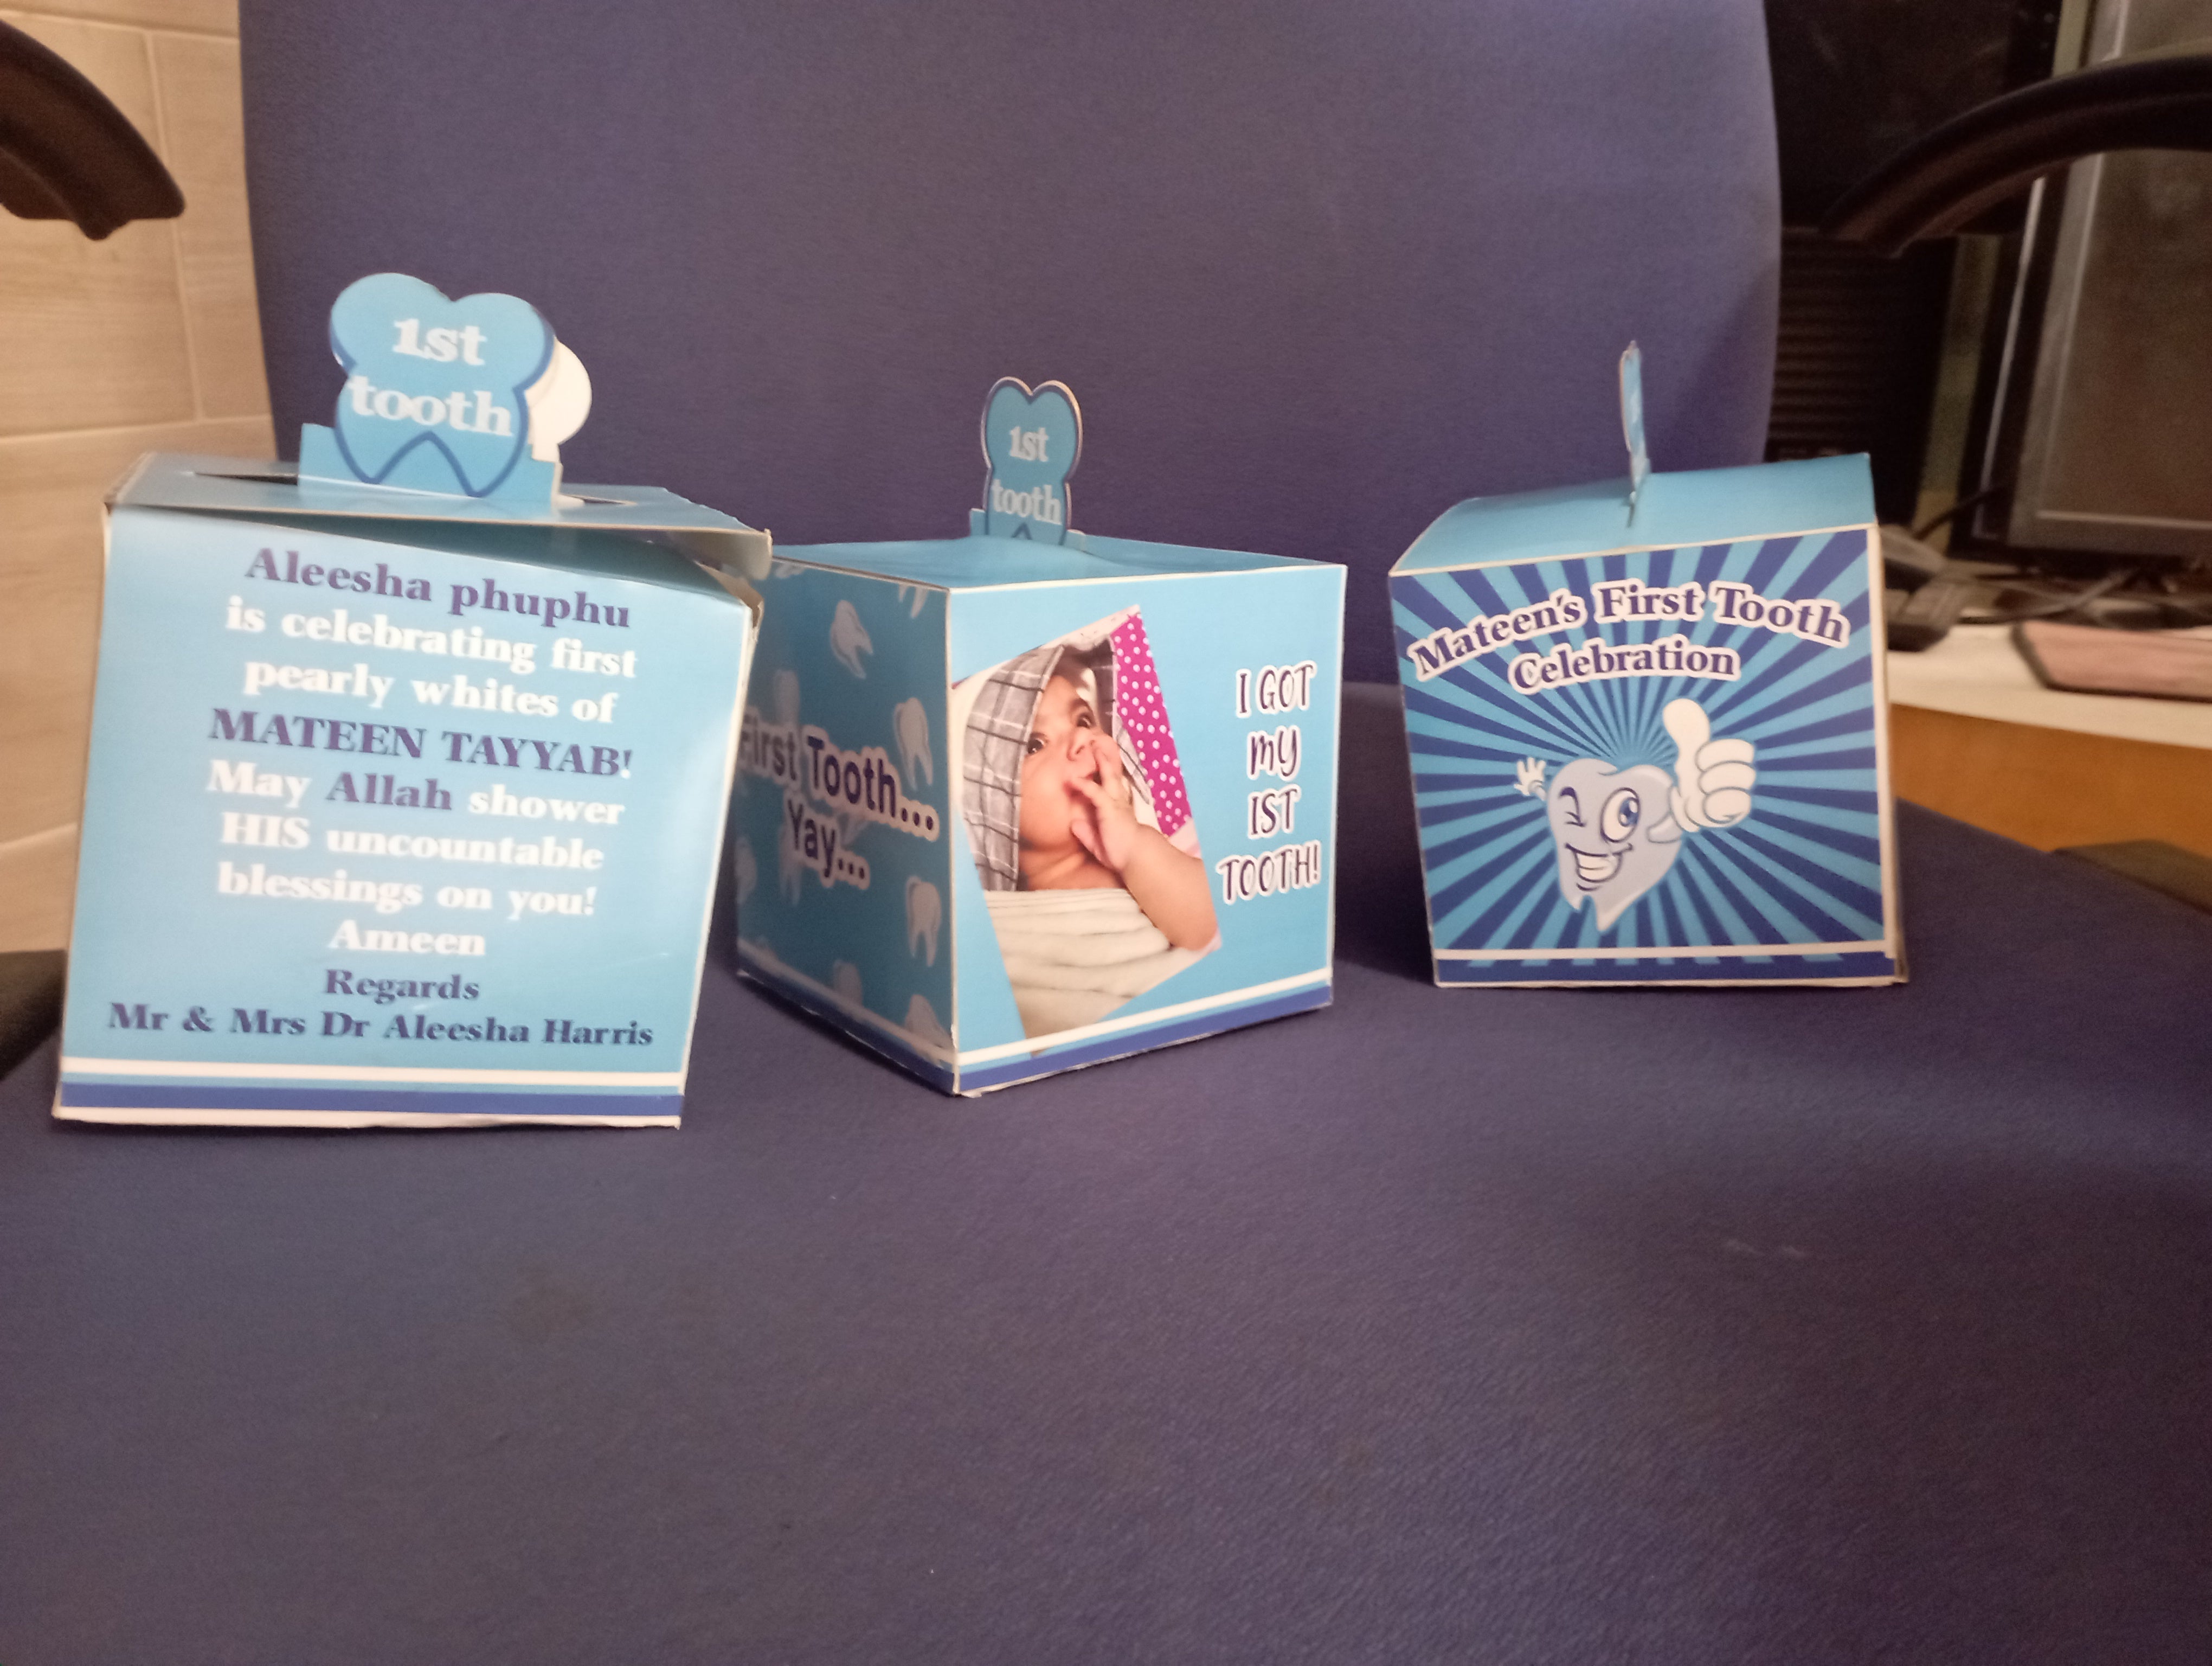 1st
tooth
Aleesha phuphu
is celebrating first
pearly whites of
MATEEN TAYYAB!
May Allah shower
HIS uncountable
blessings on you!
Ameen
Regards
Mr & Mrs Dr Aleesha Harris
1st
tooth
First Tooth...
Yay...
I GOT
my
IST
TOOTH!
Mateen's First Tooth
Celebration